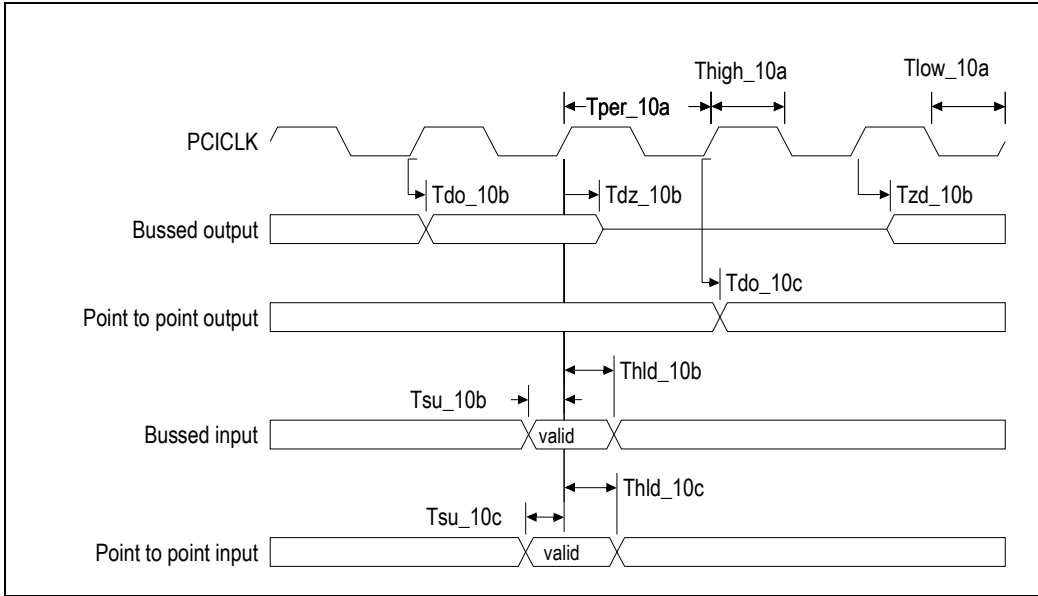 Thigh_10a
Tlow_10a
Tper_10a
PCICLK
Tdo_10b
Tdz_10b
Tzd_10b
Bussed output
Tdo_10c
Point to point output
Thld_10b
Tsu_10b
Bussed input
valid
Thld_10c
Tsu_10c
Point to point input
valid